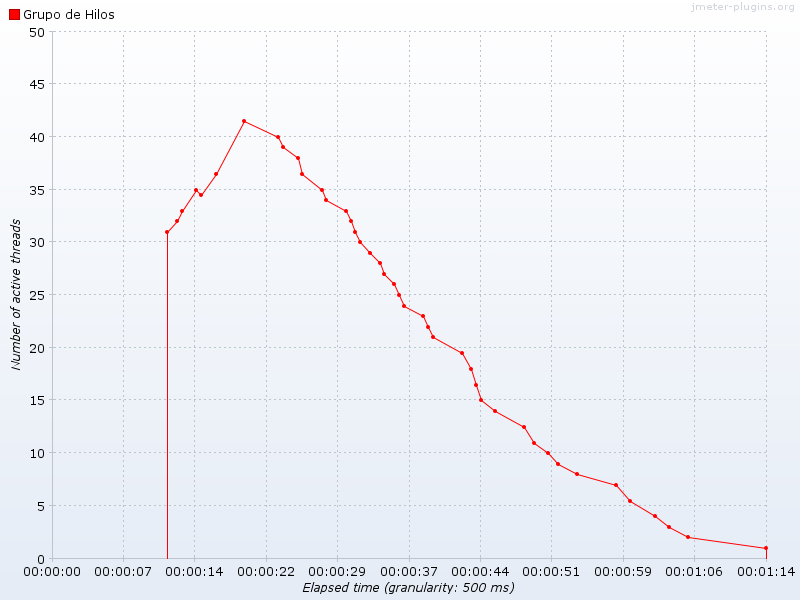 Grupo de Hilos
jmeter-plugins.org
50
45
40
35
30
25
20
15
10
5
0
Number of active threads
00:00:00 00:00:07 00:00:14 00:00:22 00:00:29 00:00:37 00:00:44 00:00:51 00:00:59 00:01:06 00:01:14
Elapsed time (granularity: 500 ms)